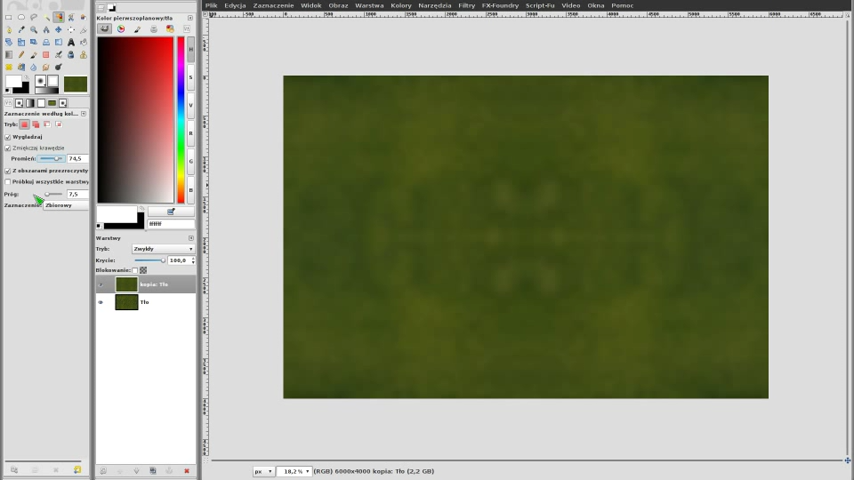 Plik Edycja Zaznaczenie Widok Obraz Warstwa Kolory Narzędzia Filtry FX-Foundry Script-Fu Video Okna Pomoc
Kolor pierwszoplanowy/tła
H
S
V
R
G
B
ffffff
Zaznaczenie według kol...
Tryb:
Wygładzaj
Zmiękczaj krawędzie
Promień: 74,5
Z obszarami przezroczysty
Próbkuj wszystkie warstwy
Próg: 7,5
Zaznaczenie: Zbiorowy
Warstwy
Tryb: Zwykły
Krycie: 100,0
Blokowanie:
kopia: Tło
Tło
px 18,2% (RGB) 6000x4000 kopia: Tło (2,2 GB)